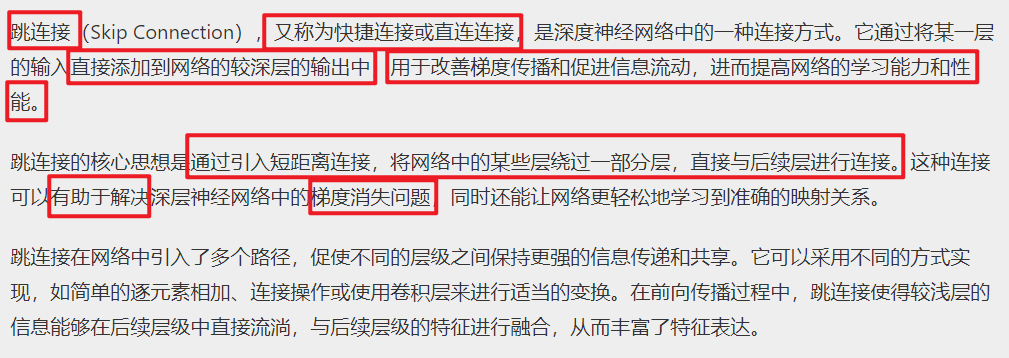 跳连接（Skip Connection），又称为快捷连接或直连连接，是深度神经网络中的一种连接方式。它通过将某一层
的输入直接添加到网络的较深层的输出中，用于改善梯度传播和促进信息流动，进而提高网络的学习能力和性
能。
跳连接的核心思想是通过引入短距离连接，将网络中的某些层绕过一部分层，直接与后续层进行连接。这种连接
可以有助于解决深层神经网络中的梯度消失问题，同时还能让网络更轻松地学习到准确的映射关系。
跳连接在网络中引入了多个路径，促使不同的层级之间保持更强的信息传递和共享。它可以采用不同的方式实
现，如简单的逐元素相加、连接操作或使用卷积层来进行适当的变换。在前向传播过程中，跳连接使得较浅层的
信息能够在后续层级中直接流淌，与后续层级的特征进行融合，从而丰富了特征表达。